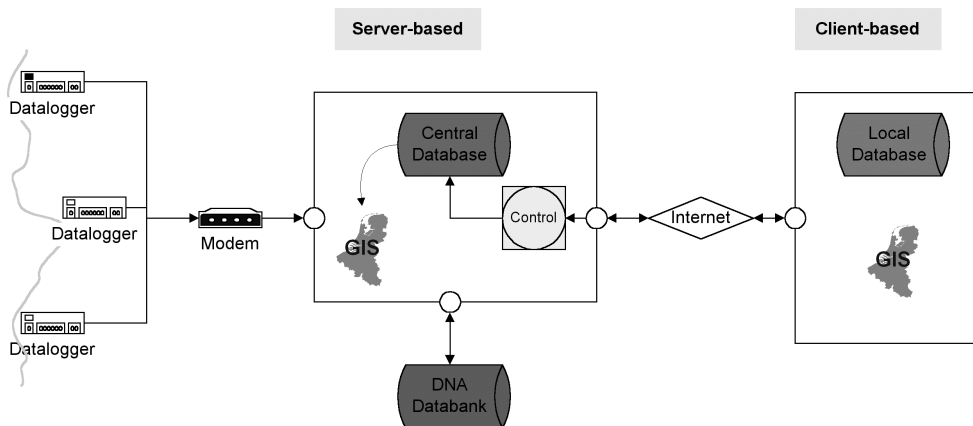 Server-based
Client-based
Datalogger
Datalogger
Datalogger
Modem
Central
Database
GIS
Control
Internet
Local
Database
GIS
DNA
Databank